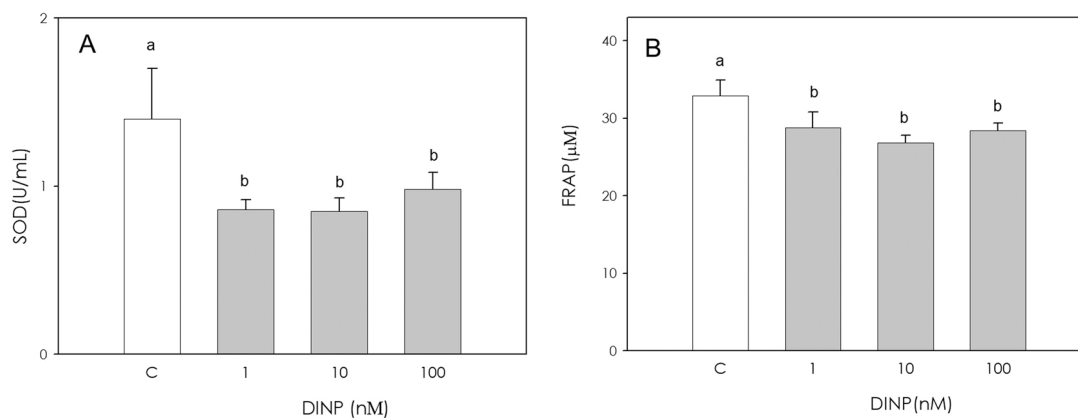 A
SOD(U/mL)
2
1
0
a
b
b
b
C 1 10 100
DINP (nM)
B
FRAP(μM)
40
30
20
10
0
a
b
b
b
C 1 10 100
DINP(nM)